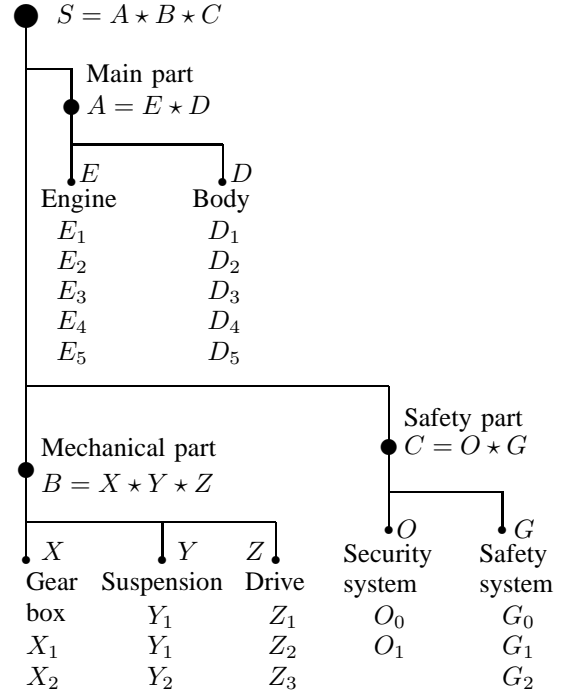 S = A ⋆ B ⋆ C
Main part
A = E ⋆ D
E D
Engine Body
E₁ D₁
E₂ D₂
E₃ D₃
E₄ D₄
E₅ D₅
Safety part
C = O ⋆ G
Mechanical part
B = X ⋆ Y ⋆ Z
O G
Security Safety
system system
O₀ G₀
O₁ G₁
G₂
X Y Z
Gear Suspension Drive
box Y₁ Z₁
X₁ Y₁ Z₂
X₂ Y₂ Z₃